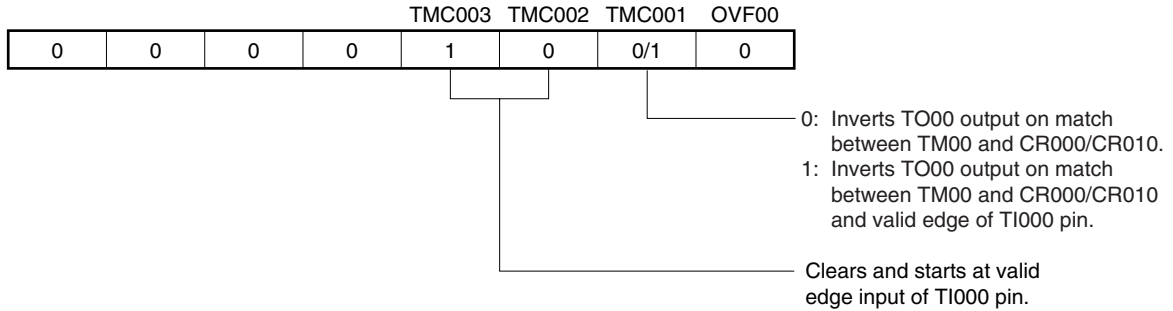 TMC003 TMC002 TMC001 OVF00
0 0 0 0 1 0 0/1 0
0: Inverts TO00 output on match
between TM00 and CR000/CR010.
1: Inverts TO00 output on match
between TM00 and CR000/CR010
and valid edge of TI000 pin.
Clears and starts at valid
edge input of TI000 pin.